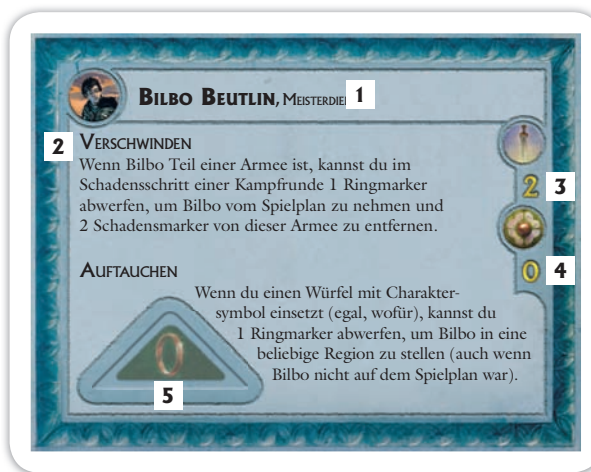 BILBO BEUTLIN, 1
2 VERSCHWINDEN
Wenn Bilbo Teil einer Armee ist, kannst du im
Schadensschritt einer Kampfrunde 1 Ringmarker
abwerfen, um Bilbo vom Spielplan zu nehmen und
2 Schadensmarker von dieser Armee zu entfernen.
2 3
0 4
AUFTAUCHEN
Wenn du einen Würfel mit Charakter-
symbol einsetzt (egal, wofür), kannst du
1 Ringmarker abwerfen, um Bilbo in eine
beliebige Region zu stellen (auch wenn
Bilbo nicht auf dem Spielplan war).
5